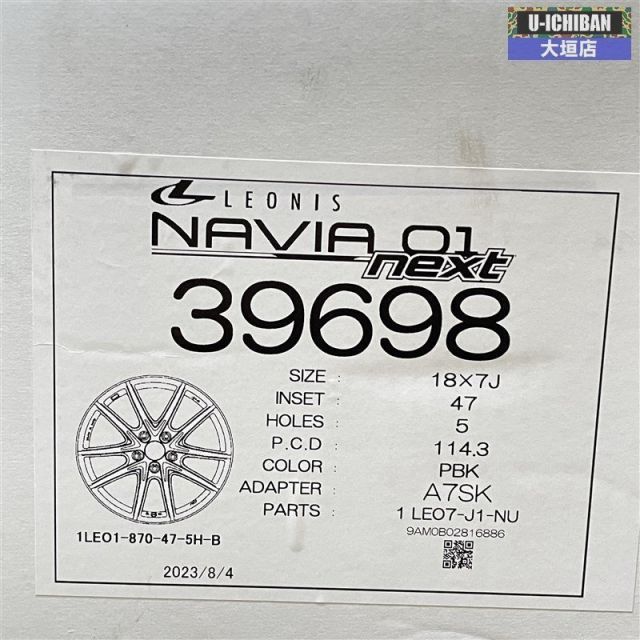 U-ICHIBAN
大垣店
LEONIS
NAVIA 01
next
39698
SIZE : 18×7J
INSET : 47
HOLES : 5
P.C.D : 114.3
COLOR : PBK
ADAPTER : A7SK
PARTS : 1 LEO7-J1-NU
9AM0B02816886
1LEO1-870-47-5H-B
2023/8/4